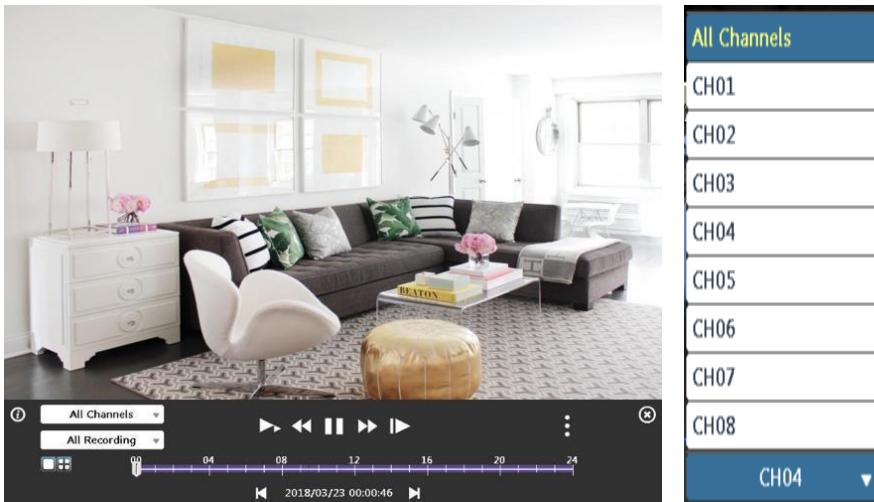 BEATON
All Channels
All Recording
00 04 08 12 16 20 24
2018/03/23 00:00:46
All Channels
CH01
CH02
CH03
CH04
CH05
CH06
CH07
CH08
CH04